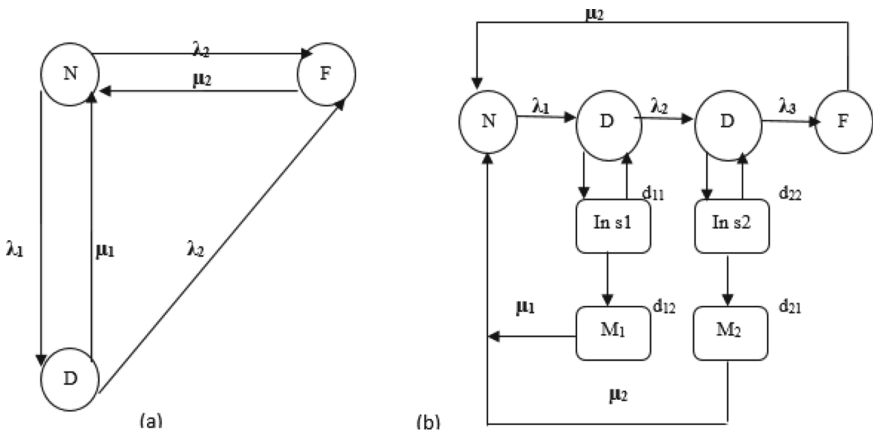 N
λ₂
F
μ₂
λ₁
μ₁
λ₂
D
(a)
μ₂
N
λ₁
D
λ₂
D
λ₃
F
d₁₁
d₂₂
In s1
In s2
μ₁
M₁
d₁₂
M₂
d₂₁
μ₂
(b)